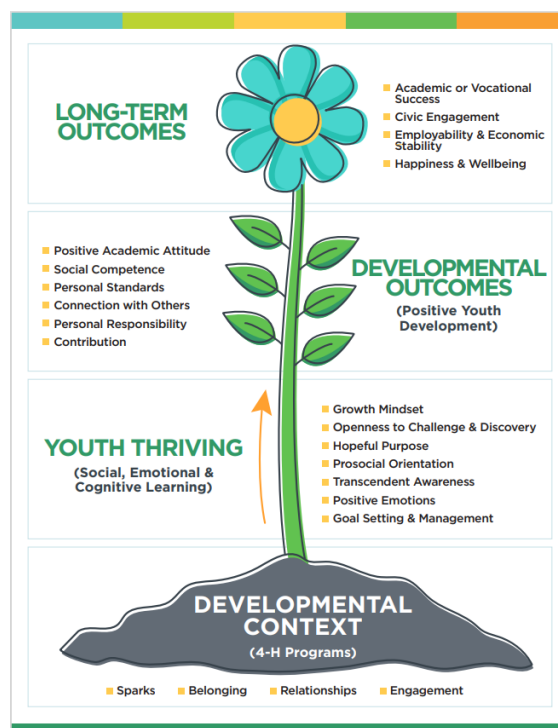 LONG-TERM
OUTCOMES
Academic or Vocational
Success
Civic Engagement
Employability & Economic
Stability
Happiness & Wellbeing
Positive Academic Attitude
Social Competence
Personal Standards
Connection with Others
Personal Responsibility
Contribution
DEVELOPMENTAL
OUTCOMES
(Positive Youth
Development)
YOUTH THRIVING
(Social, Emotional &
Cognitive Learning)
Growth Mindset
Openness to Challenge & Discovery
Hopeful Purpose
Prosocial Orientation
Transcendent Awareness
Positive Emotions
Goal Setting & Management
DEVELOPMENTAL
CONTEXT
(4-H Programs)
Sparks Belonging Relationships Engagement